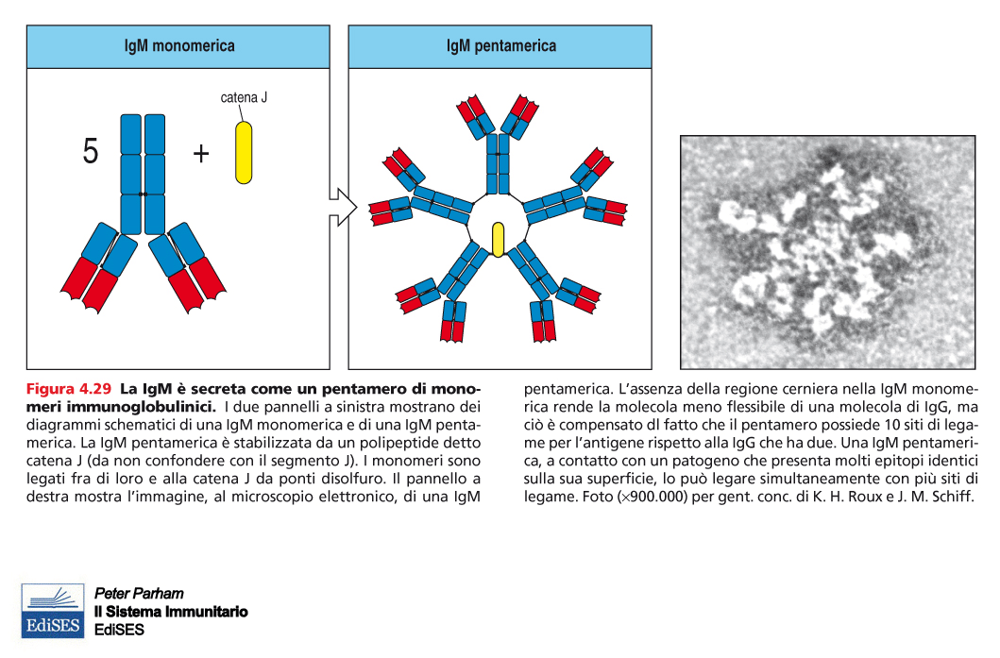 IgM monomerica
IgM pentamerica
catena J
5
+
Figura 4.29 La IgM è secreta come un pentamero di mono-
meri immunoglobulinici. I due pannelli a sinistra mostrano dei
diagrammi schematici di una IgM monomerica e di una IgM penta-
merica. La IgM pentamerica è stabilizzata da un polipeptide detto
catena J (da non confondere con il segmento J). I monomeri sono
legati fra di loro e alla catena J da ponti disolfuro. Il pannello a
destra mostra l'immagine, al microscopio elettronico, di una IgM
pentamerica. L'assenza della regione cerniera nella IgM monome-
rica rende la molecola meno flessibile di una molecola di IgG, ma
ciò è compensato dl fatto che il pentamero possiede 10 siti di lega-
me per l'antigene rispetto alla IgG che ha due. Una IgM pentameri-
ca, a contatto con un patogeno che presenta molti epitopi identici
sulla sua superficie, lo può legare simultaneamente con più siti di
legame. Foto (×900.000) per gent. conc. di K. H. Roux e J. M. Schiff.
EdiSES
Peter Parham
Il Sistema Immunitario
EdiSES